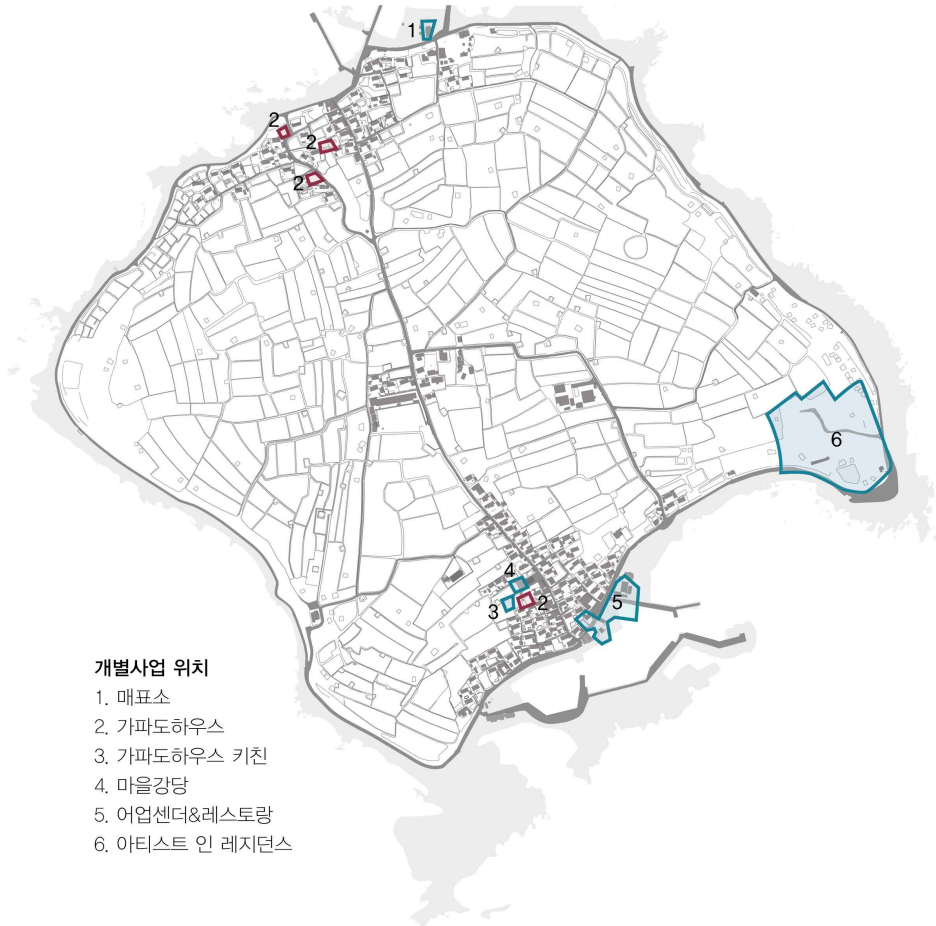 1
2
2
2
6
4
3
2
5
개별사업 위치
1. 매표소
2. 가파도하우스
3. 가파도하우스 키친
4. 마을강당
5. 어업센더&레스토랑
6. 아티스트 인 레지던스